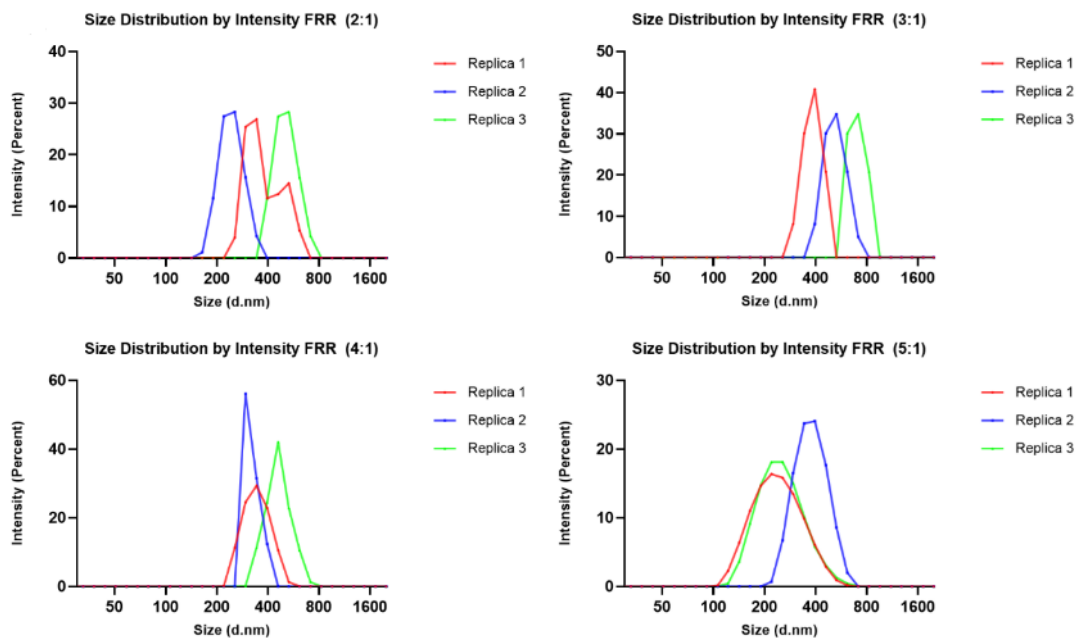 Size Distribution by Intensity FRR (2:1)
40
30
20
10
0
Intensity (Percent)
50 100 200 400 800 1600
Size (d.nm)
Replica 1
Replica 2
Replica 3
Size Distribution by Intensity FRR (3:1)
50
40
30
20
10
0
Intensity (Percent)
50 100 200 400 800 1600
Size (d.nm)
Replica 1
Replica 2
Replica 3
Size Distribution by Intensity FRR (4:1)
60
40
20
0
Intensity (Percent)
50 100 200 400 800 1600
Size (d.nm)
Replica 1
Replica 2
Replica 3
Size Distribution by Intensity FRR (5:1)
30
20
10
0
Intensity (Percent)
50 100 200 400 800 1600
Size (d.nm)
Replica 1
Replica 2
Replica 3